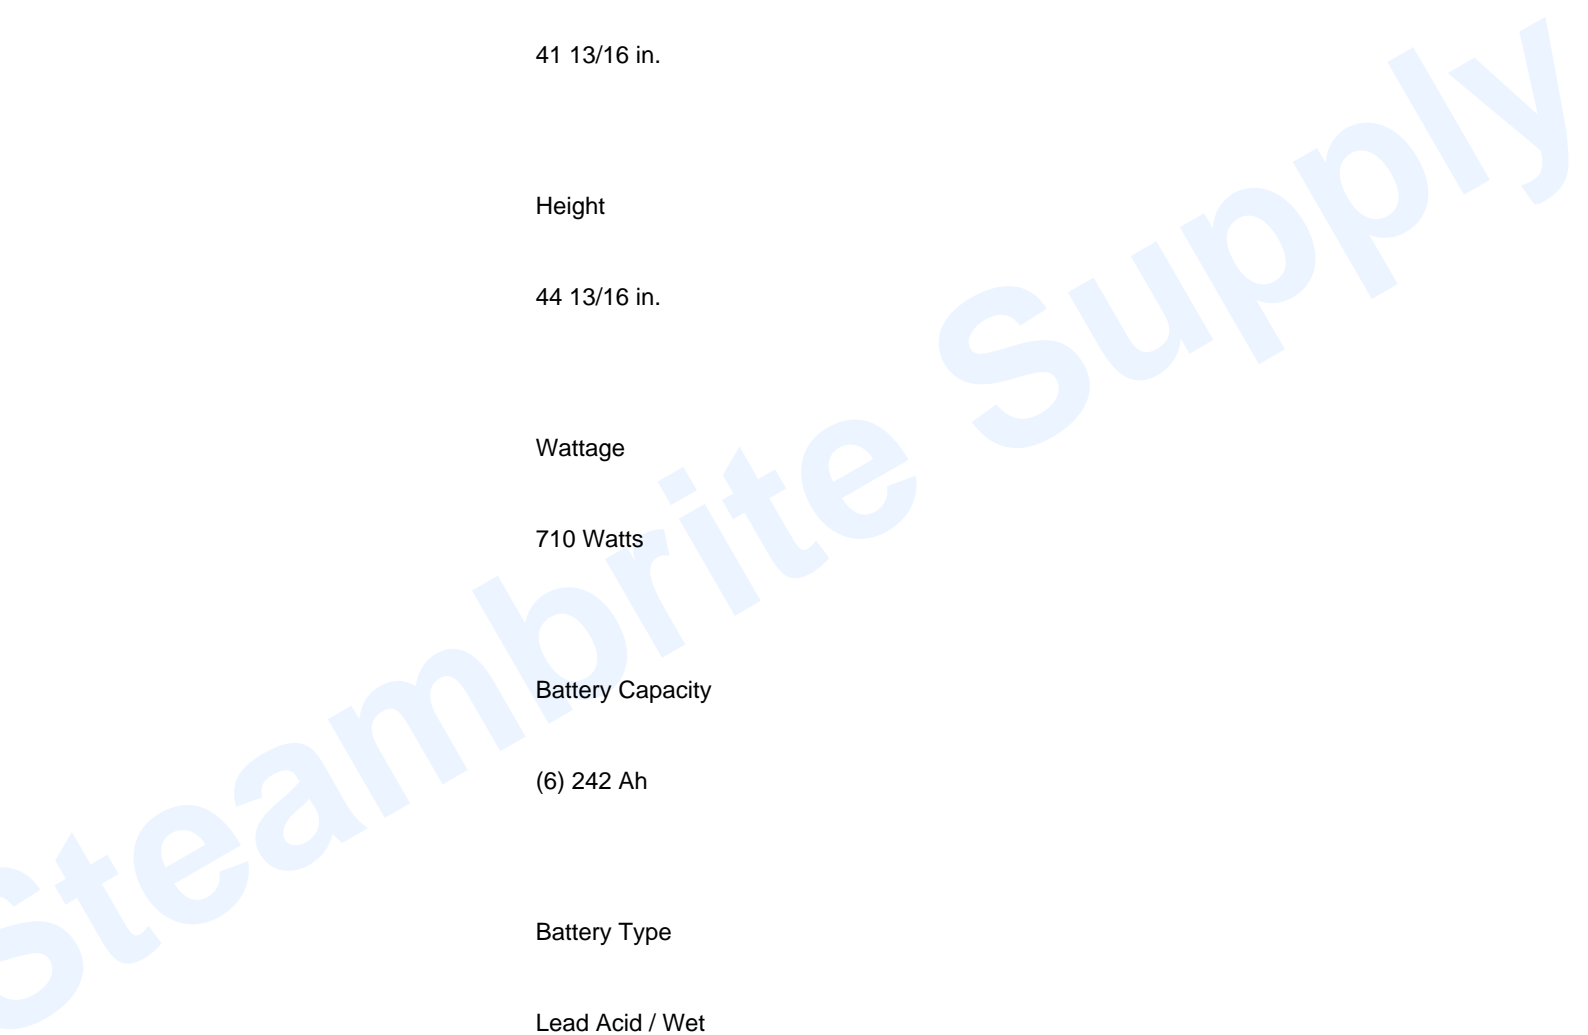 41 13/16 in.
Height
44 13/16 in.
Wattage
710 Watts
Battery Capacity
(6) 242 Ah
Battery Type
Lead Acid / Wet
Steambrite Supply